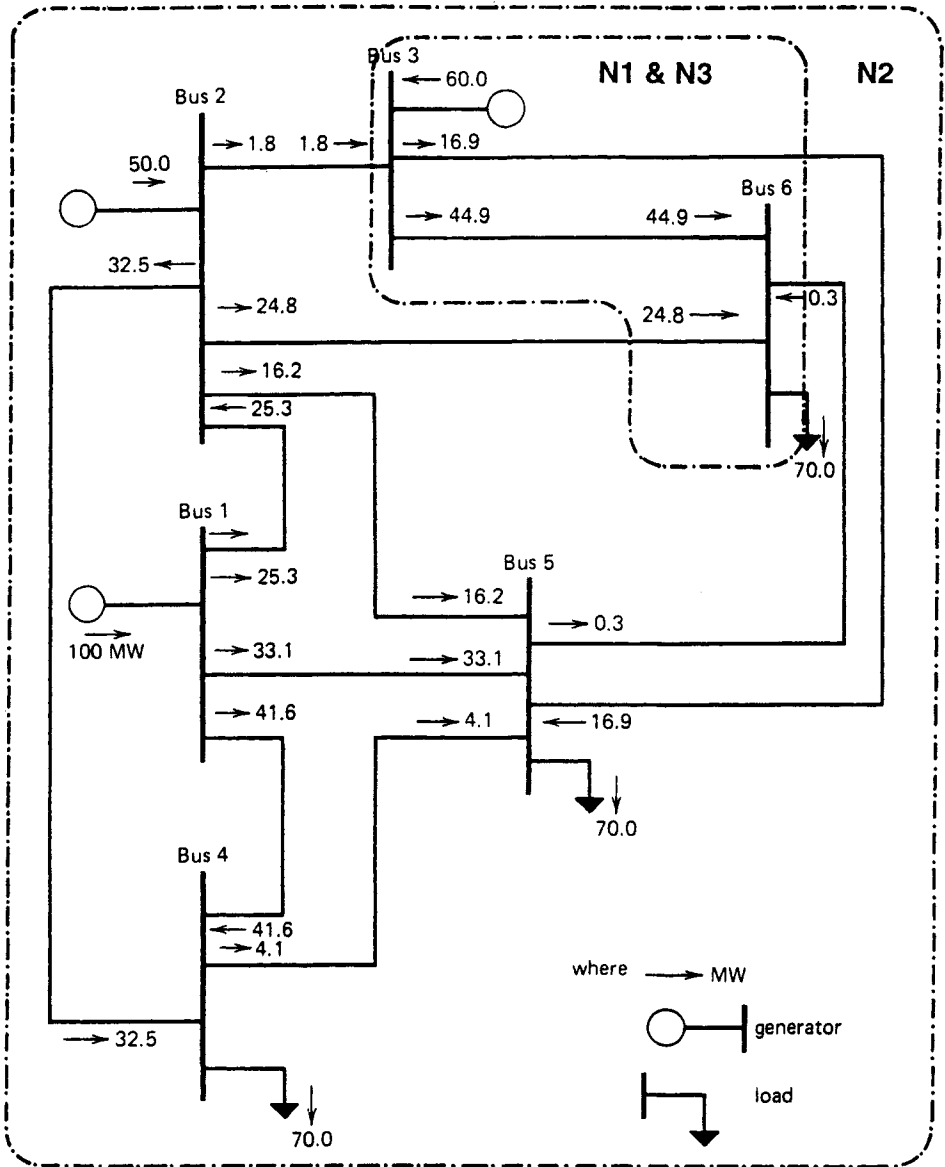 Bus 3
N1 & N3
N2
60.0
Bus 2
1.8
1.8
16.9
50.0
Bus 6
44.9
44.9
32.5
0.3
24.8
24.8
16.2
25.3
70.0
Bus 1
25.3
Bus 5
16.2
0.3
100 MW
33.1
33.1
41.6
4.1
16.9
70.0
Bus 4
41.6
4.1
where
MW
generator
32.5
load
70.0